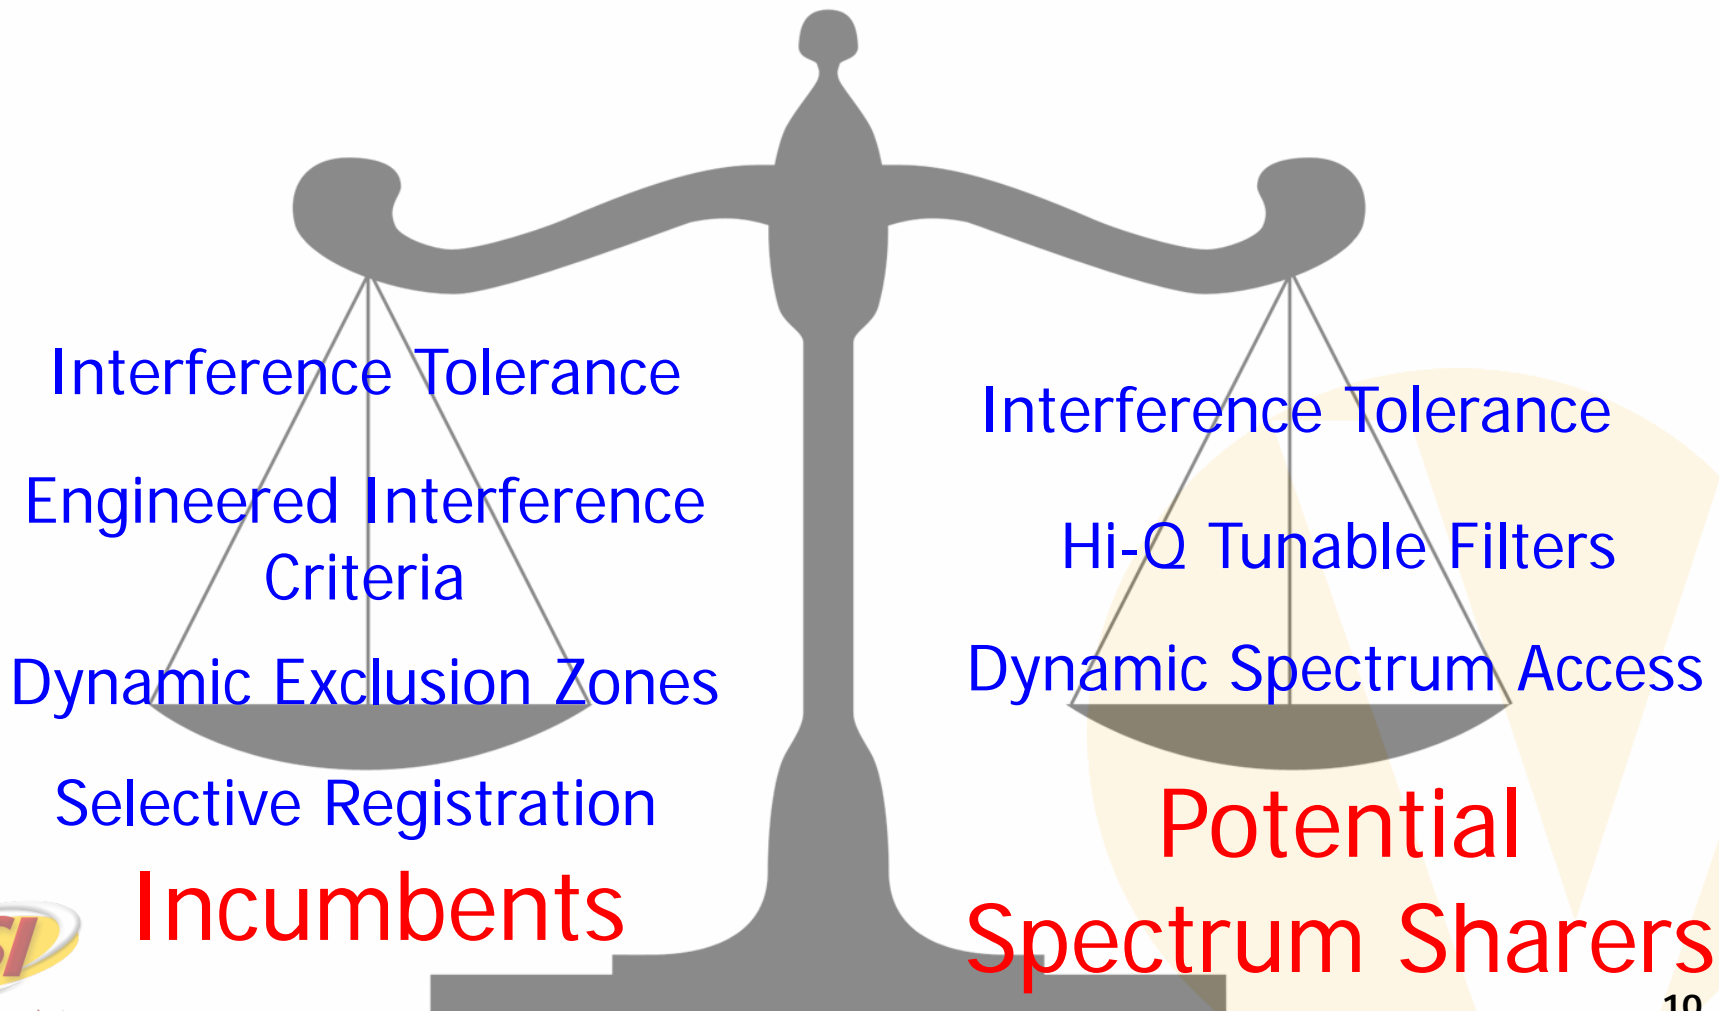 Interference Tolerance
Engineered Interference
Criteria
Dynamic Exclusion Zones
Selective Registration
Incumbents
Interference Tolerance
Hi-Q Tunable Filters
Dynamic Spectrum Access
Potential
Spectrum Sharers
10